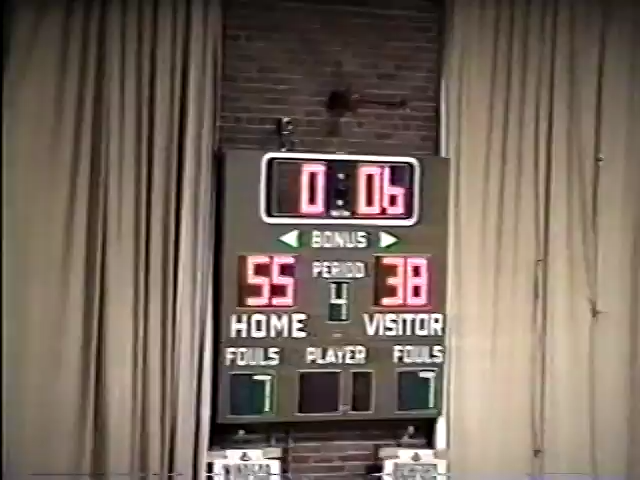 0:06
BONUS
55 PERIOD 38
4
HOME VISITOR
FOULS PLAYER FOULS
7 7